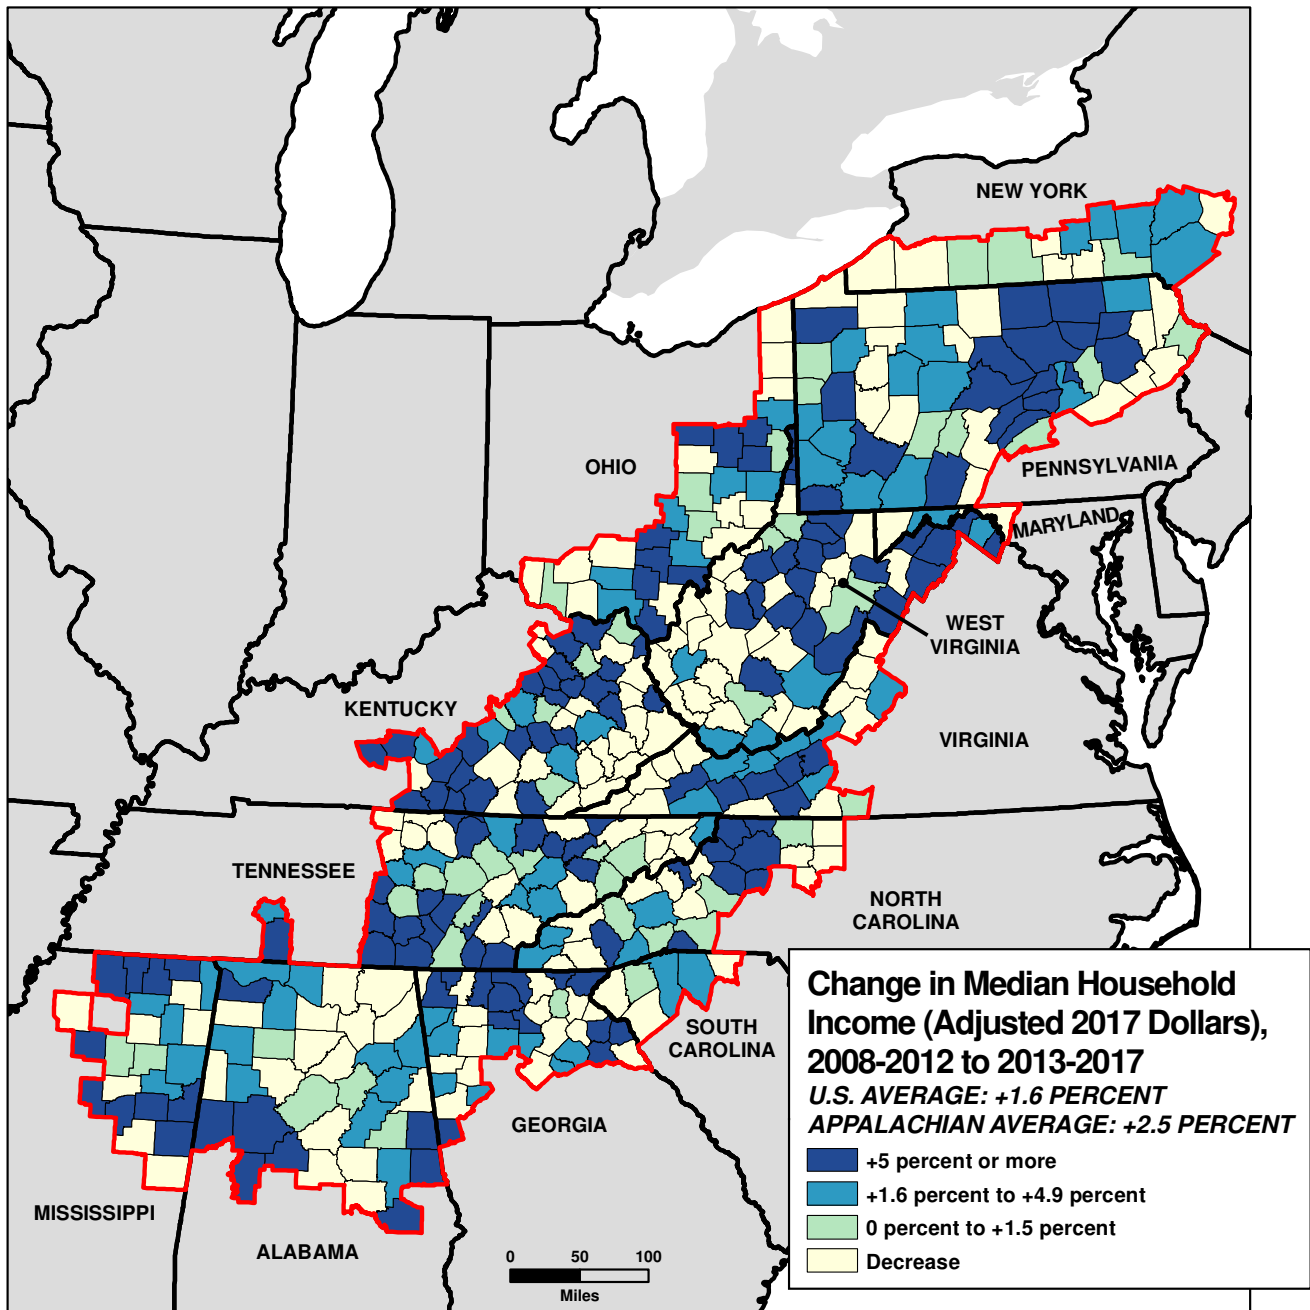 NEW YORK
OHIO
PENNSYLVANIA
MARYLAND
WEST
VIRGINIA
KENTUCKY
VIRGINIA
TENNESSEE
NORTH
CAROLINA
SOUTH
CAROLINA
GEORGIA
MISSISSIPPI
ALABAMA
Change in Median Household
Income (Adjusted 2017 Dollars),
2008-2012 to 2013-2017
U.S. AVERAGE: +1.6 PERCENT
APPALACHIAN AVERAGE: +2.5 PERCENT
+5 percent or more
+1.6 percent to +4.9 percent
0 percent to +1.5 percent
Decrease
0 50 100
Miles